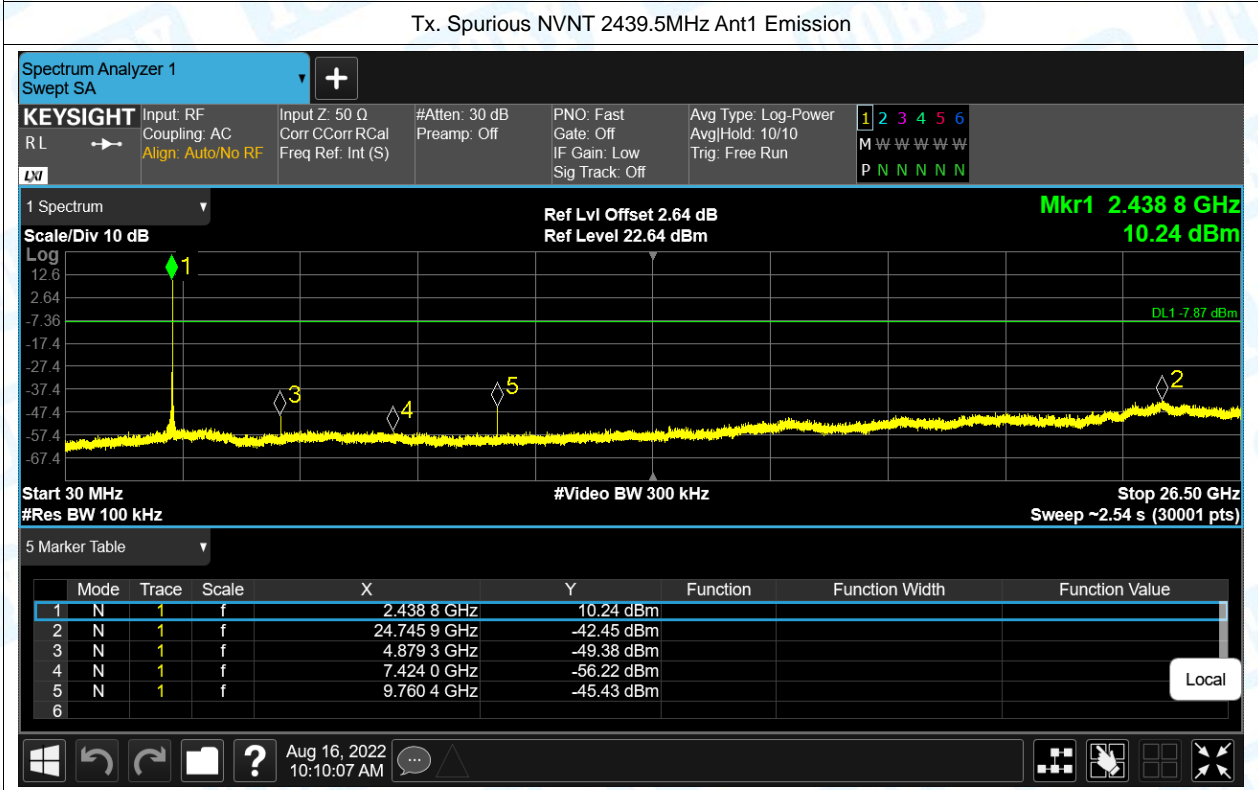 Tx. Spurious NVNT 2439.5MHz Ant1 Emission
Spectrum Analyzer 1
Swept SA
KEYSIGHT
R L
LXI
Input: RF
Coupling: AC
Align: Auto/No RF
Input Z: 50 Ω
Corr CCorr RCal
Freq Ref: Int (S)
#Atten: 30 dB
Preamp: Off
PNO: Fast
Gate: Off
IF Gain: Low
Sig Track: Off
Avg Type: Log-Power
Avg|Hold: 10/10
Trig: Free Run
1 2 3 4 5 6
M W W W W W
P N N N N N
1 Spectrum
Scale/Div 10 dB
Ref Lvl Offset 2.64 dB
Ref Level 22.64 dBm
Mkr1 2.438 8 GHz
10.24 dBm
Log
12.6
2.64
-7.36
-17.4
-27.4
-37.4
-47.4
-57.4
-67.4
1
DL1 -7.87 dBm
2
3
4
5
Start 30 MHz
#Video BW 300 kHz
Stop 26.50 GHz
#Res BW 100 kHz
Sweep ~2.54 s (30001 pts)
5 Marker Table
Mode Trace Scale X Y Function Function Width Function Value
1 N 1 f 2.438 8 GHz 10.24 dBm
2 N 1 f 24.745 9 GHz -42.45 dBm
3 N 1 f 4.879 3 GHz -49.38 dBm
4 N 1 f 7.424 0 GHz -56.22 dBm
5 N 1 f 9.760 4 GHz -45.43 dBm
6
Local
?
Aug 16, 2022
10:10:07 AM